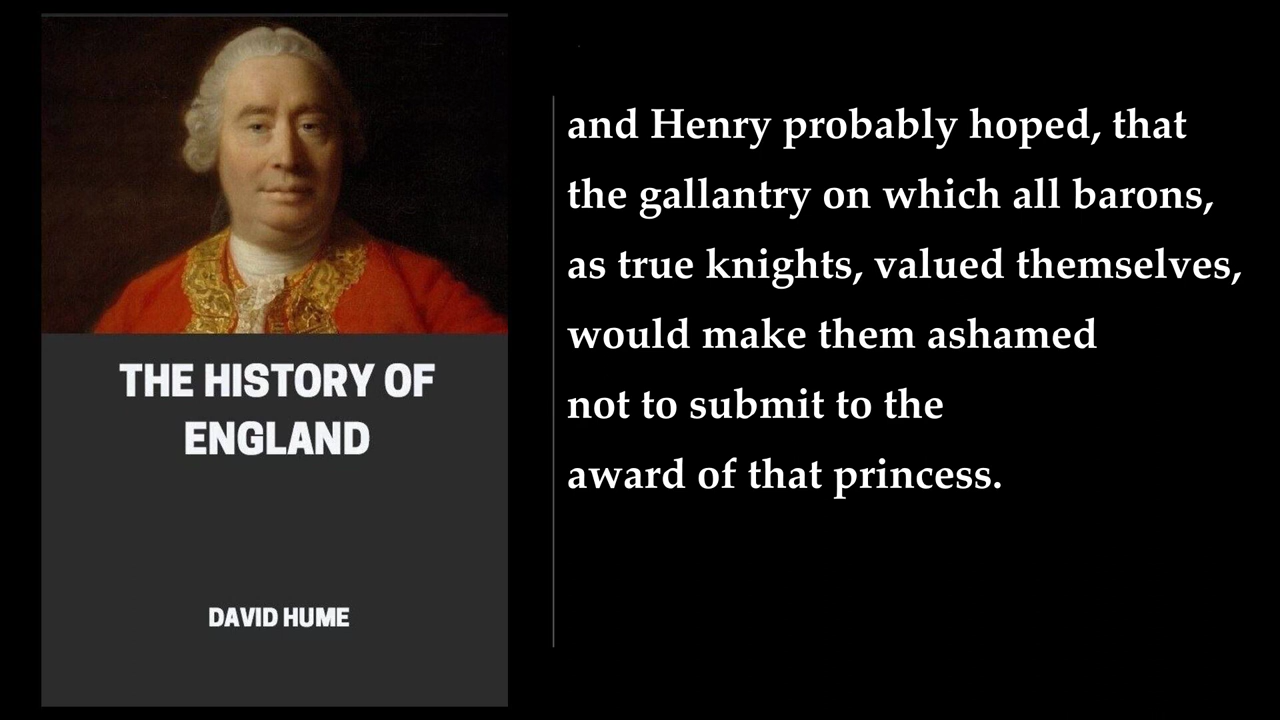 THE HISTORY OF
ENGLAND
DAVID HUME
and Henry probably hoped, that
the gallantry on which all barons,
as true knights, valued themselves,
would make them ashamed
not to submit to the
award of that princess.